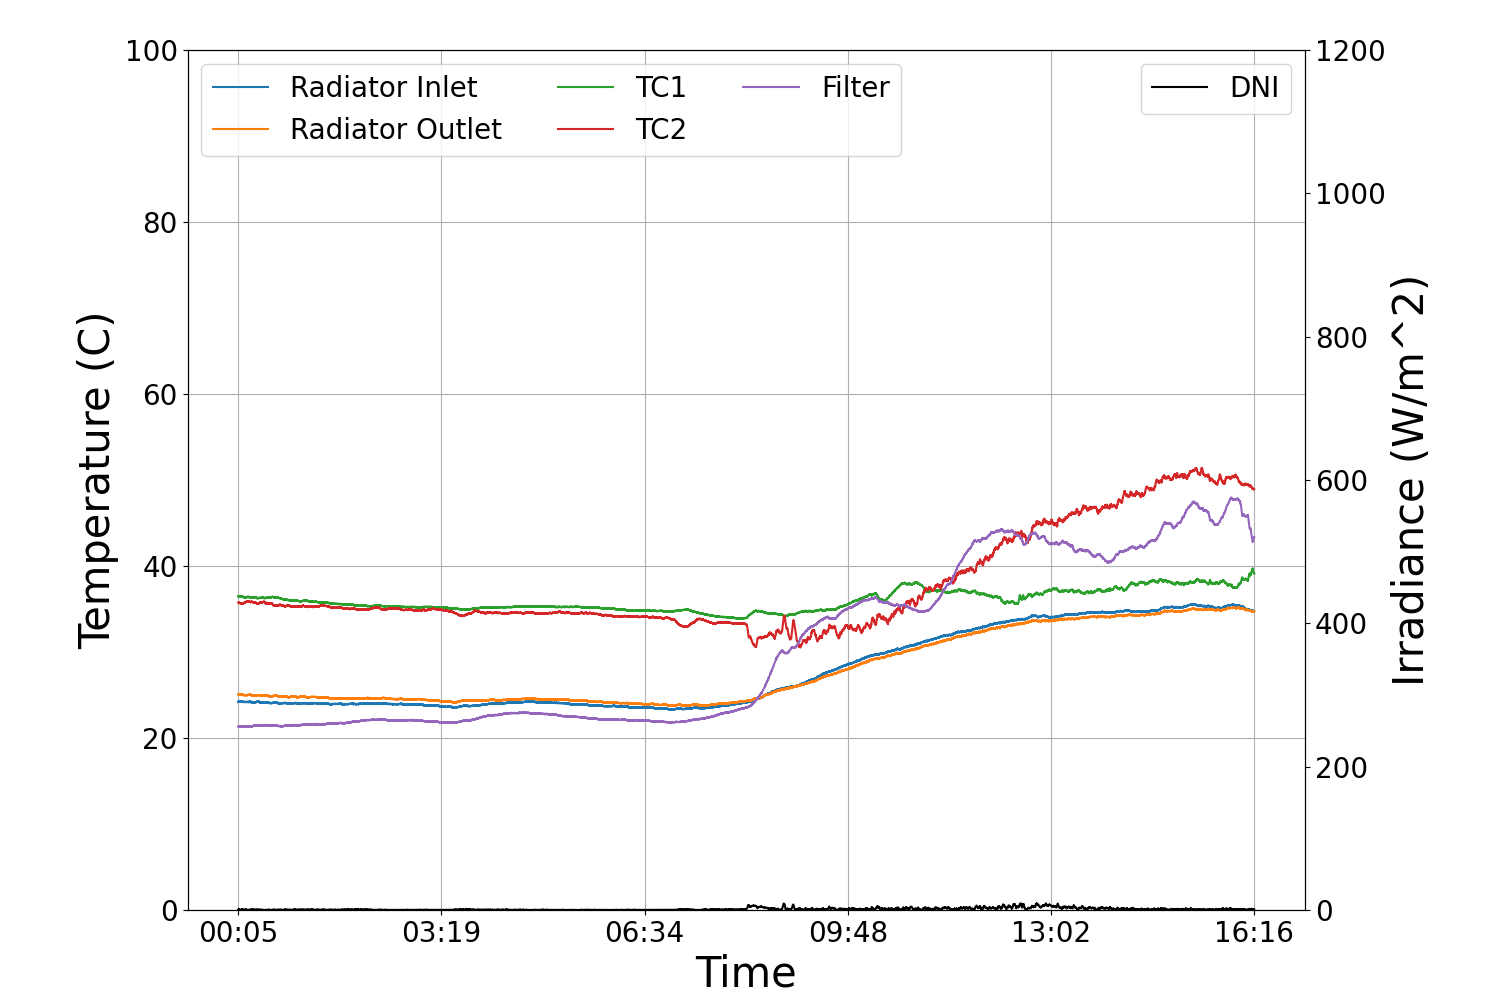 Radiator Inlet
Radiator Outlet
TC1
TC2
Filter
DNI
Temperature (C)
100
80
60
40
20
0
1200
1000
800
600
400
200
0
Irradiance (W/m^2)
00:05 03:19 06:34 09:48 13:02 16:16
Time